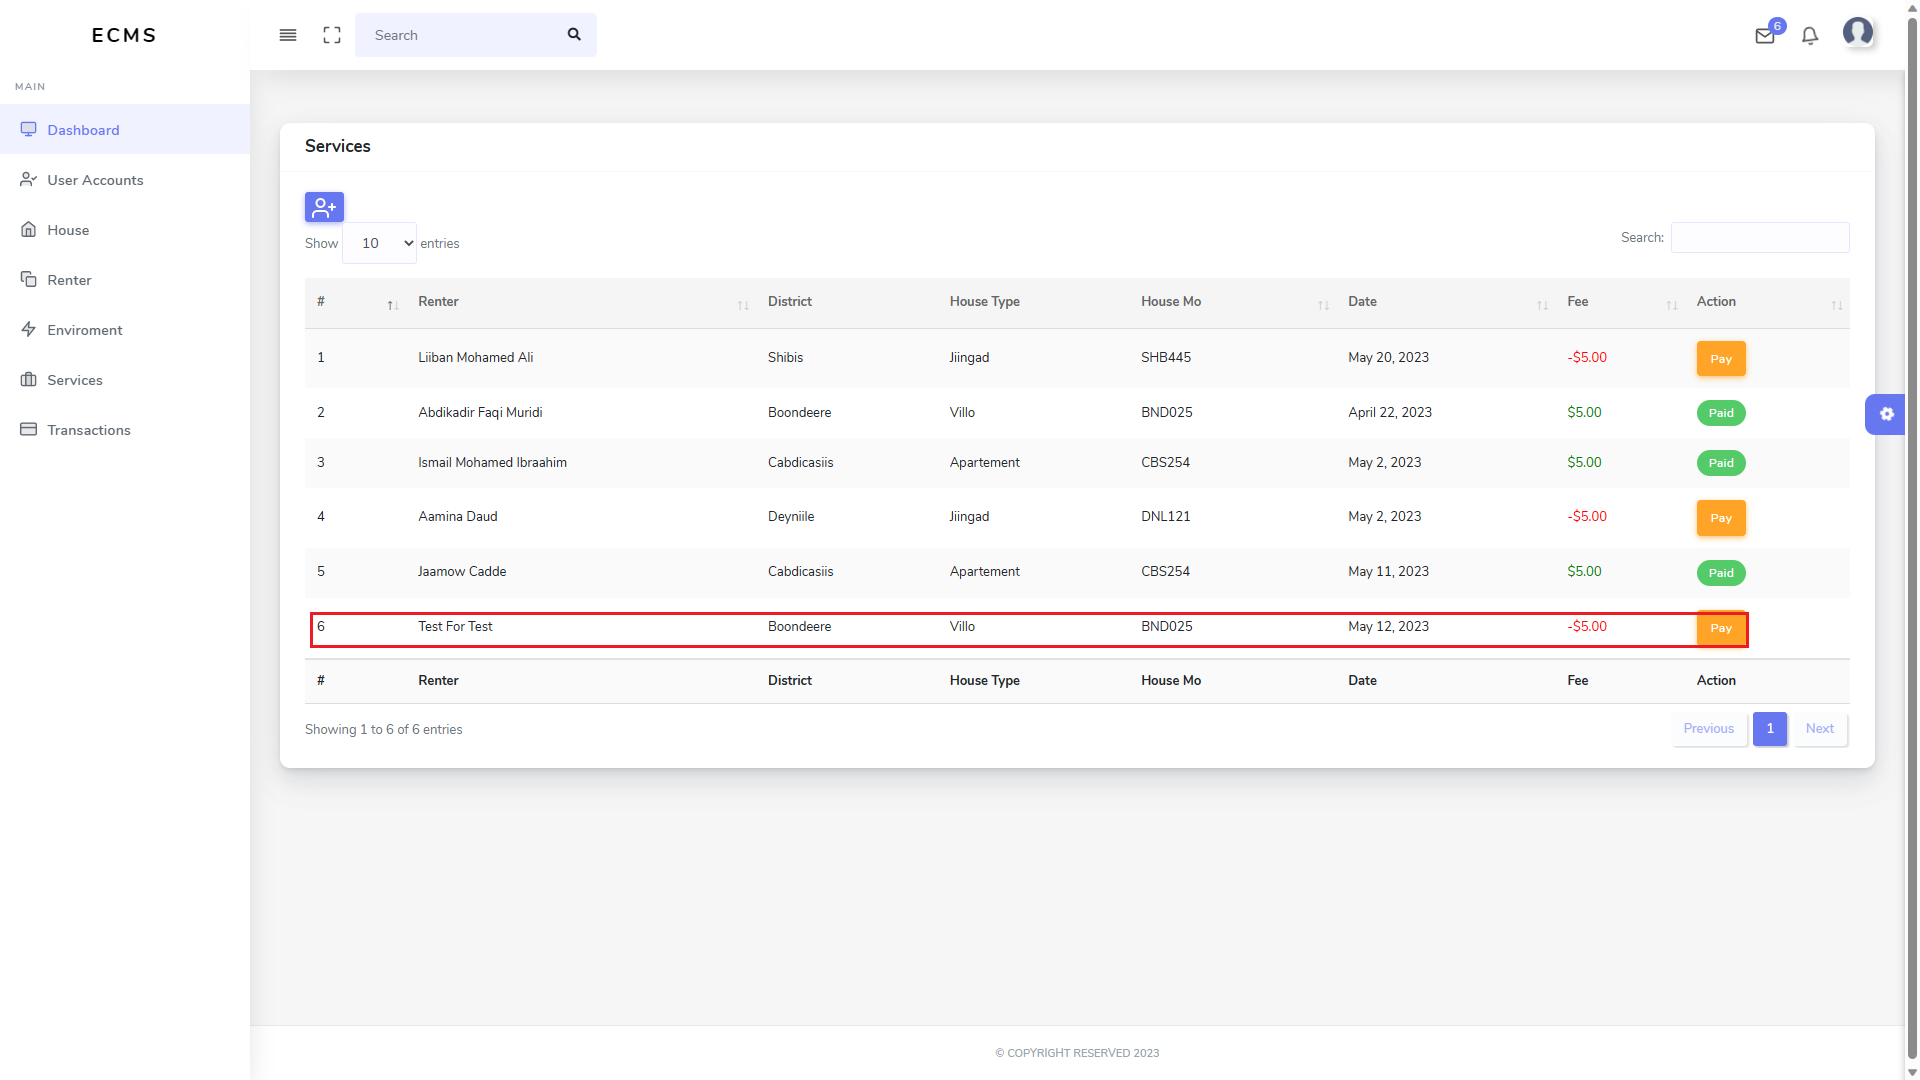 ECMS
Search
6
MAIN
Dashboard
User Accounts
House
Renter
Enviroment
Services
Transactions
Services
Show 10 entries
Search:
# Renter District House Type House Mo Date Fee Action
1 Liiban Mohamed Ali Shibis Jiingad SHB445 May 20, 2023 -$5.00 Pay
2 Abdikadir Faqi Muridi Boondeere Villo BND025 April 22, 2023 $5.00 Paid
3 Ismail Mohamed Ibraahim Cabdicasiis Apartement CBS254 May 2, 2023 $5.00 Paid
4 Aamina Daud Deyniile Jiingad DNL121 May 2, 2023 -$5.00 Pay
5 Jaamow Cadde Cabdicasiis Apartement CBS254 May 11, 2023 $5.00 Paid
6 Test For Test Boondeere Villo BND025 May 12, 2023 -$5.00 Pay
# Renter District House Type House Mo Date Fee Action
Showing 1 to 6 of 6 entries
Previous 1 Next
© COPYRIGHT RESERVED 2023